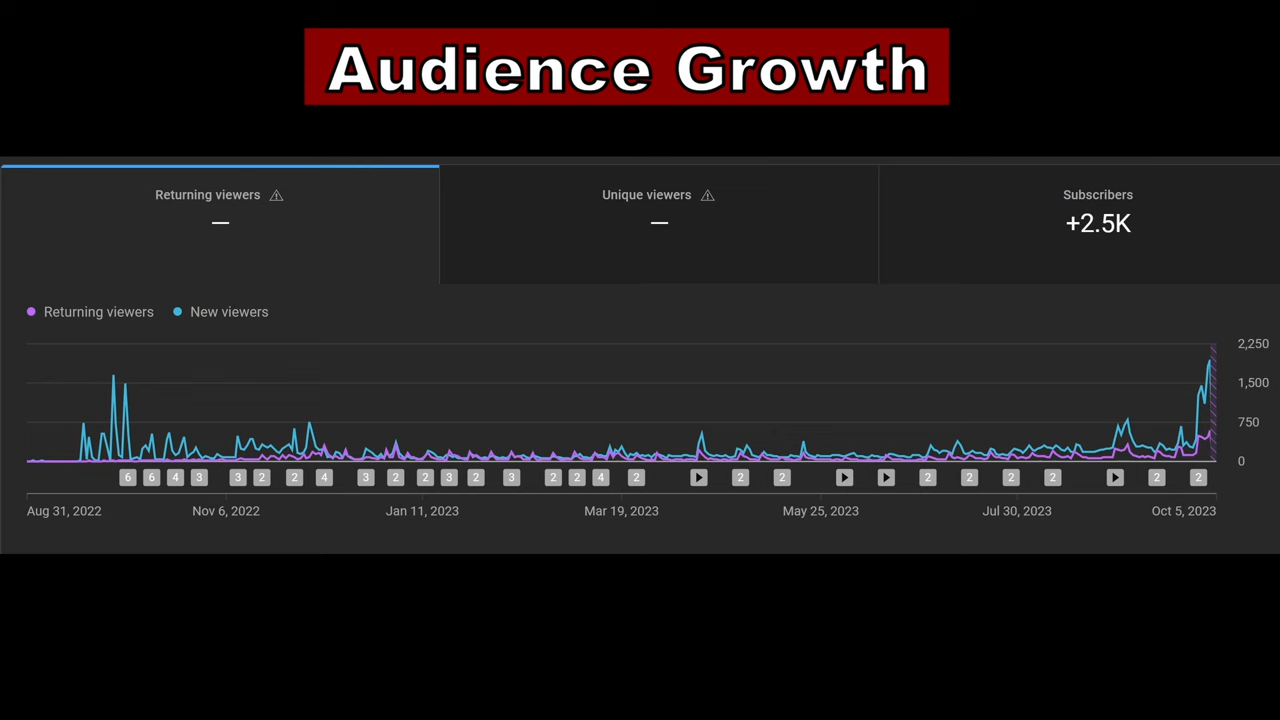 Audience Growth
Returning viewers Unique viewers Subscribers
— — +2.5K
Returning viewers New viewers
2,250
1,500
750
0
6 6 4 3 3 2 2 4 3 2 2 3 2 3 2 2 4 2 2 2 2 2 2 2 2 2
Aug 31, 2022 Nov 6, 2022 Jan 11, 2023 Mar 19, 2023 May 25, 2023 Jul 30, 2023 Oct 5, 2023